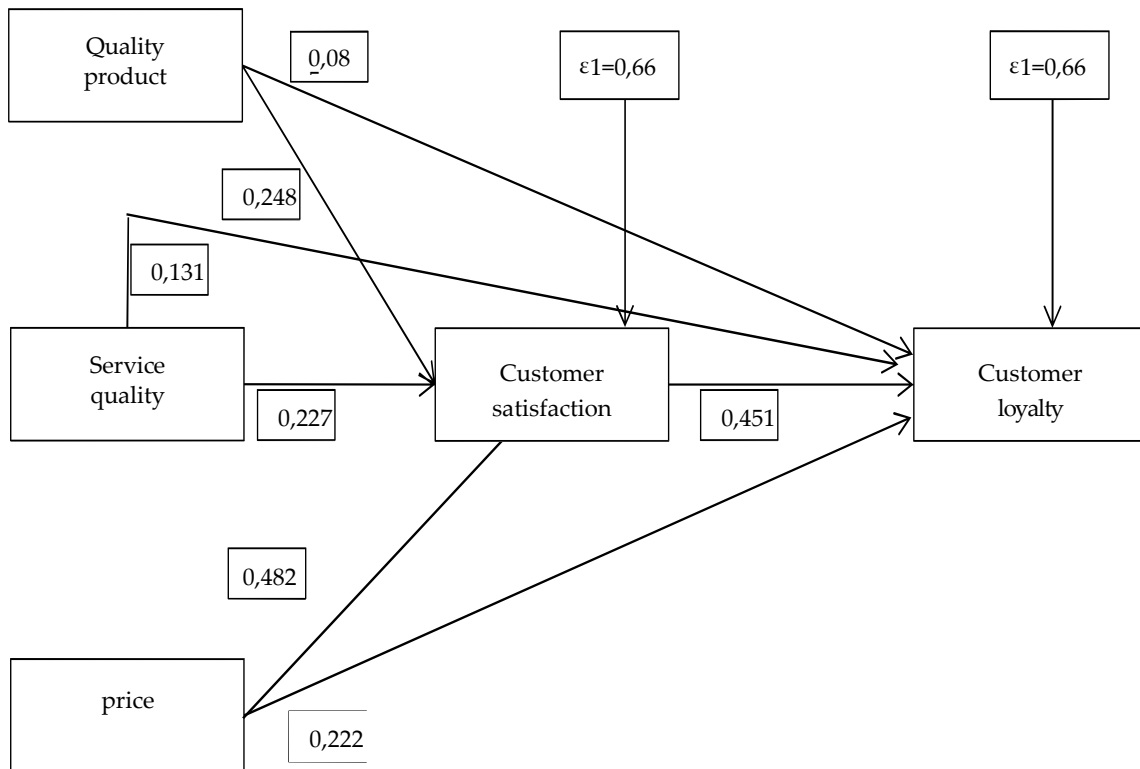 Quality
product
0,08
ε1=0,66
ε1=0,66
0,248
0,131
Service
quality
0,227
Customer
satisfaction
0,451
Customer
loyalty
0,482
price
0,222